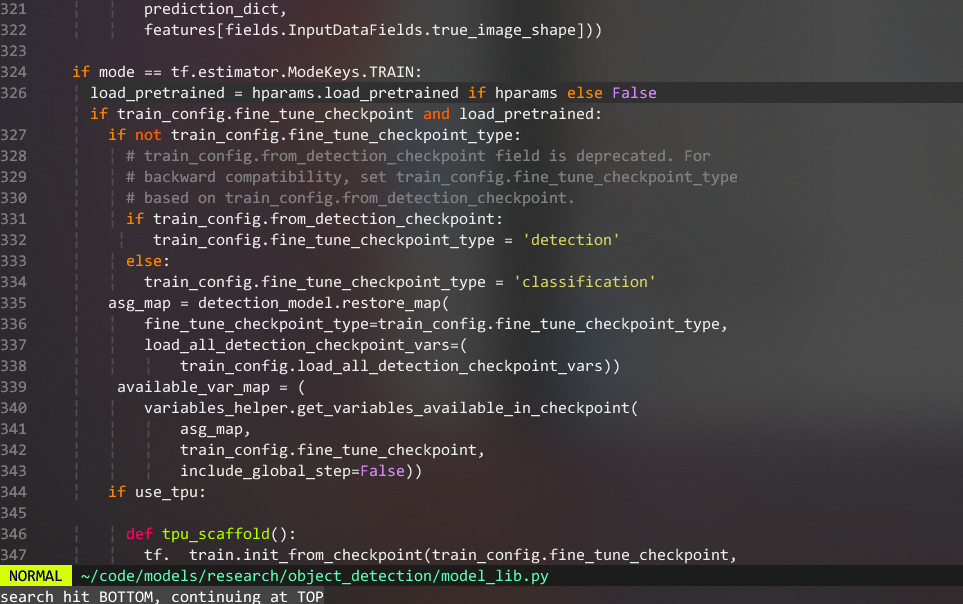 321             prediction_dict,
322             features[fields.InputDataFields.true_image_shape]))
323
324     if mode == tf.estimator.ModeKeys.TRAIN:
326       load_pretrained = hparams.load_pretrained if hparams else False
          if train_config.fine_tune_checkpoint and load_pretrained:
327         if not train_config.fine_tune_checkpoint_type:
328           # train_config.from_detection_checkpoint field is deprecated. For
329           # backward compatibility, set train_config.fine_tune_checkpoint_type
330           # based on train_config.from_detection_checkpoint.
331           if train_config.from_detection_checkpoint:
332              train_config.fine_tune_checkpoint_type = 'detection'
333           else:
334             train_config.fine_tune_checkpoint_type = 'classification'
335         asg_map = detection_model.restore_map(
336             fine_tune_checkpoint_type=train_config.fine_tune_checkpoint_type,
337             load_all_detection_checkpoint_vars=(
338                 train_config.load_all_detection_checkpoint_vars))
339          available_var_map = (
340             variables_helper.get_variables_available_in_checkpoint(
341                 asg_map,
342                 train_config.fine_tune_checkpoint,
343                 include_global_step=False))
344         if use_tpu:
345
346           def tpu_scaffold():
347             tf.  train.init_from_checkpoint(train_config.fine_tune_checkpoint,
NORMAL ~/code/models/research/object_detection/model_lib.py
search hit BOTTOM, continuing at TOP